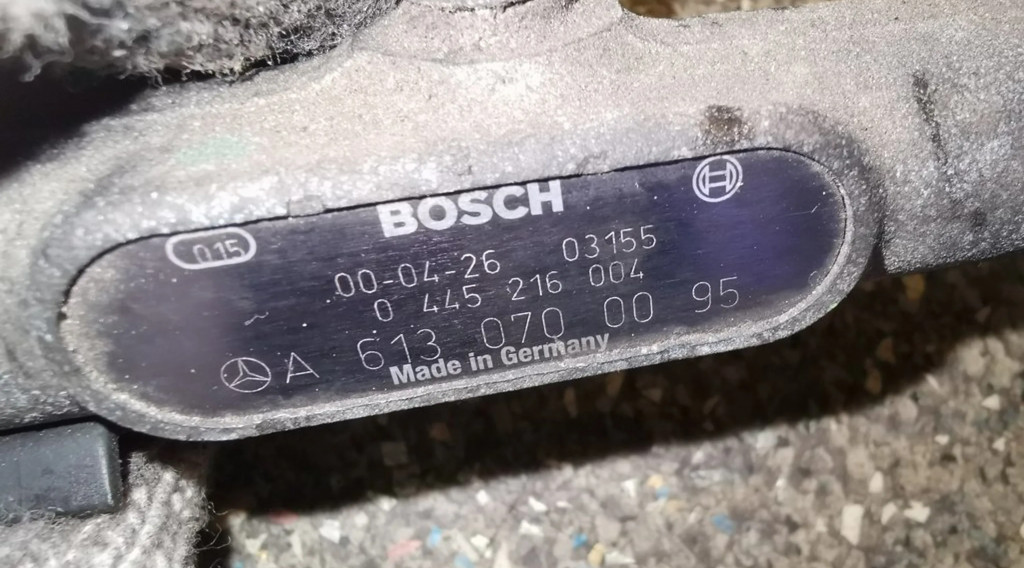 BOSCH
015
00-04-26 03155
0 445 216 004
A 613 070 00 95
Made in Germany